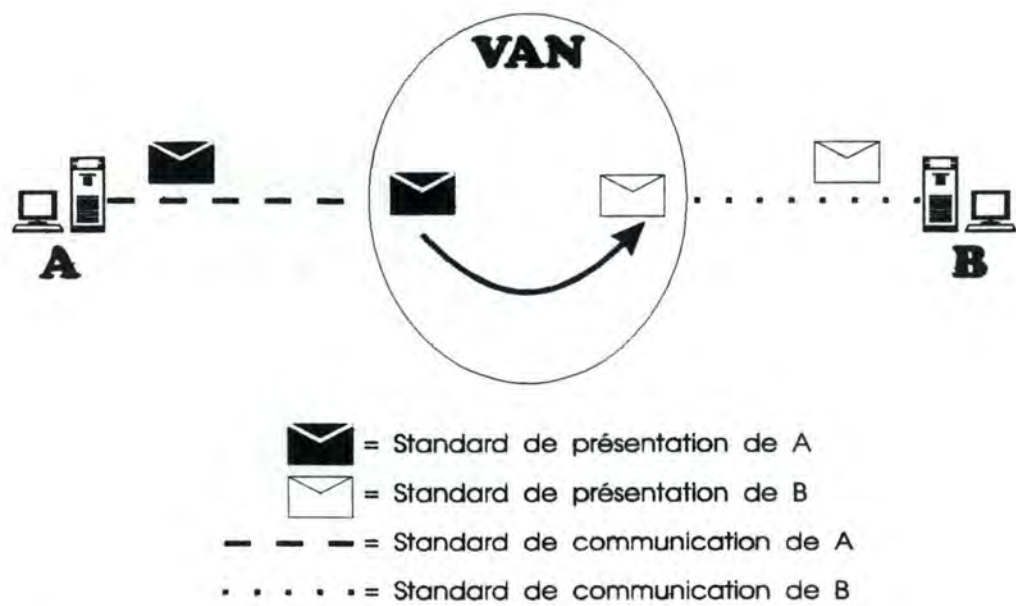 VAN
A
B
= Standard de présentation de A
= Standard de présentation de B
= Standard de communication de A
= Standard de communication de B